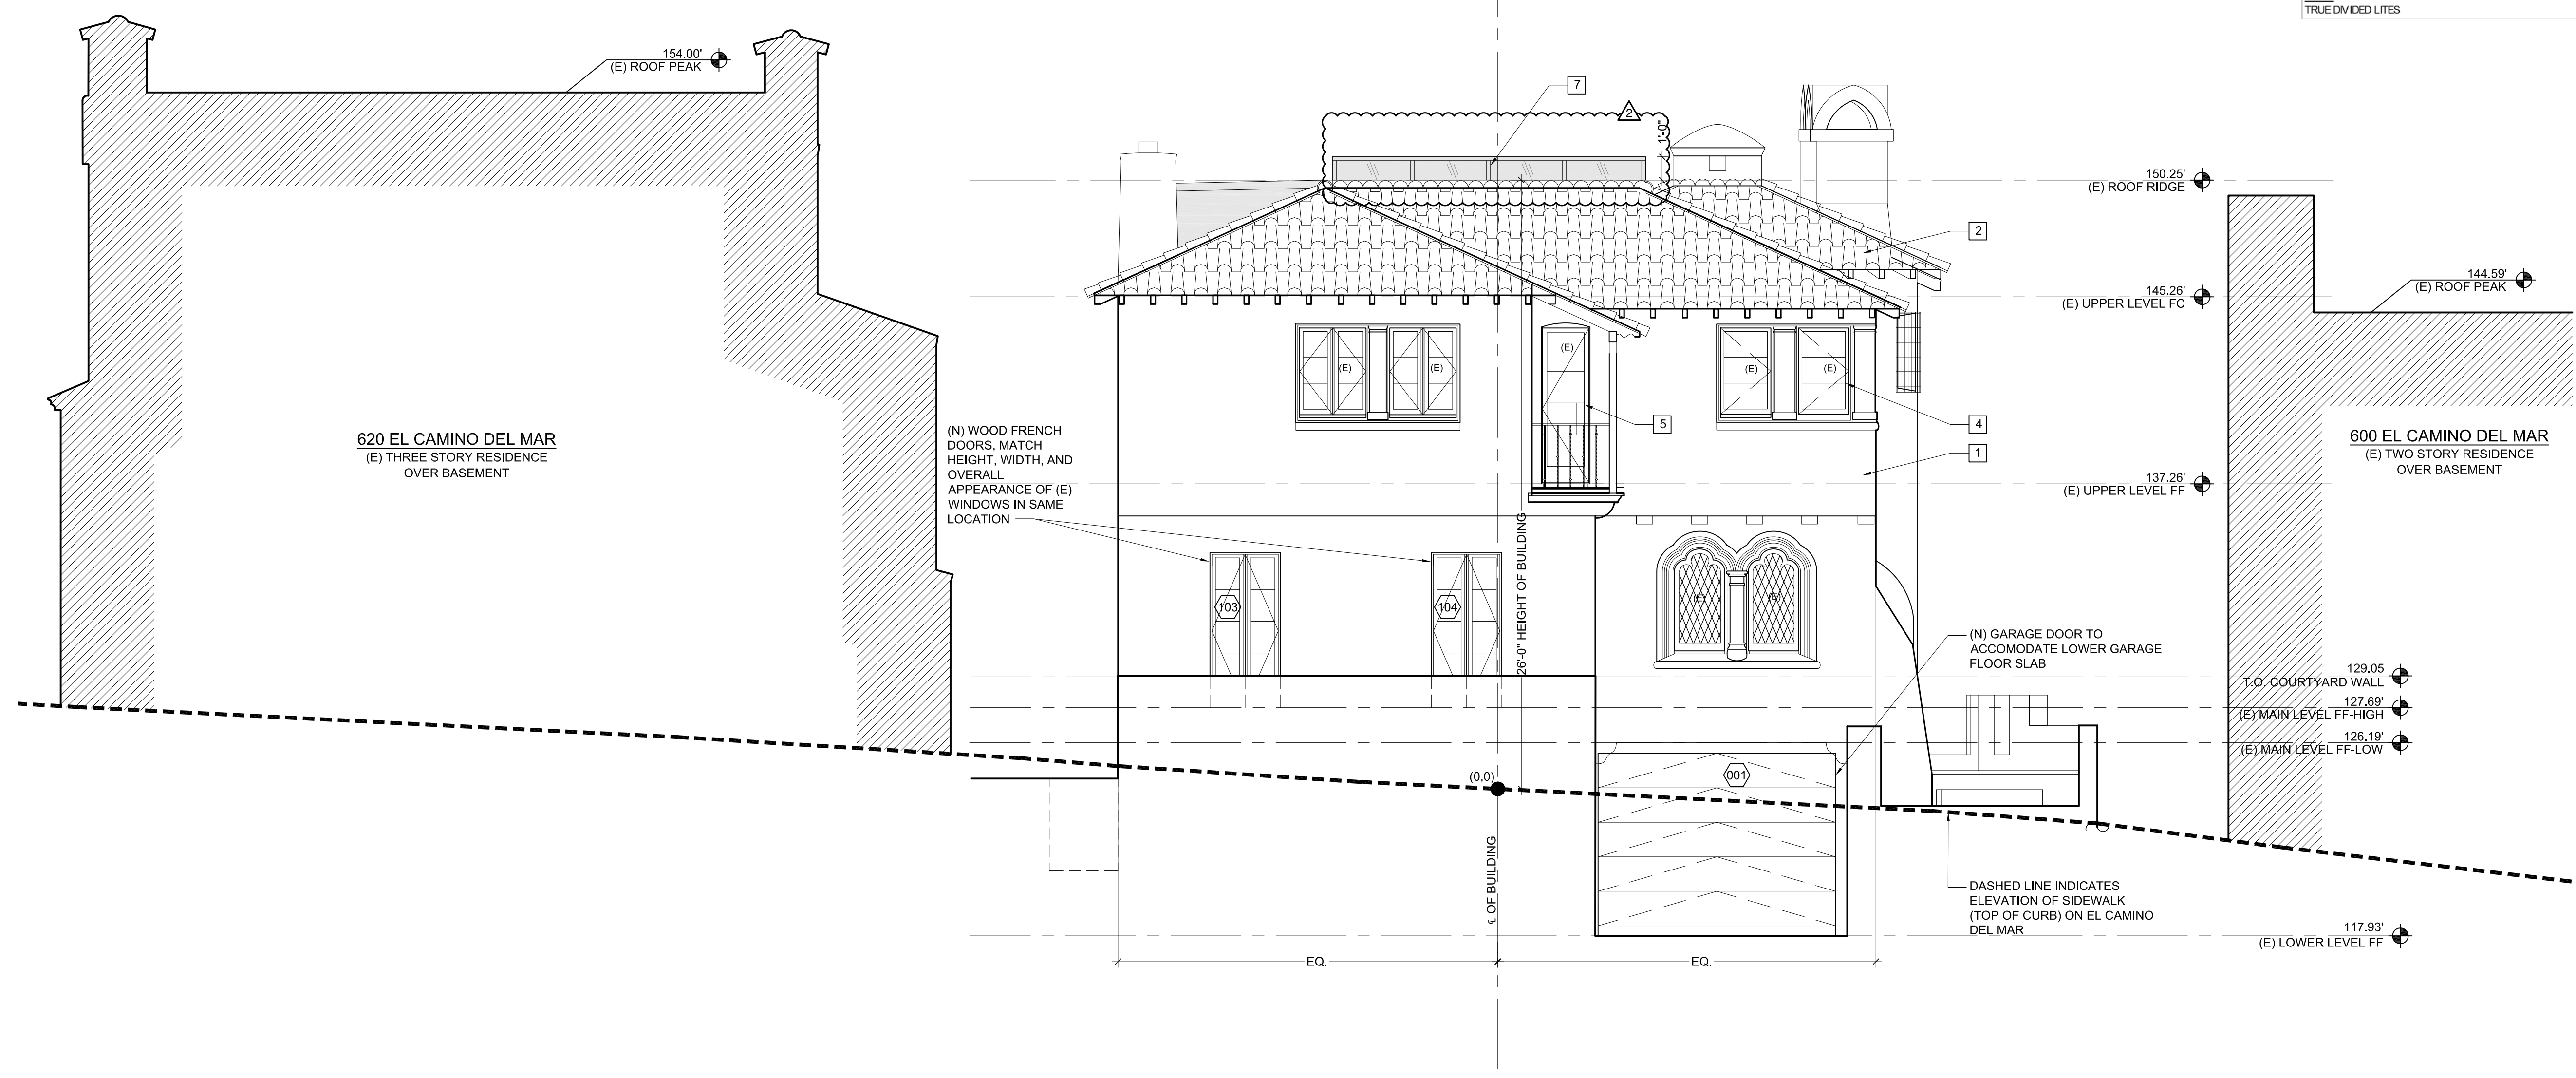 TRUE DIVIDED LITES
154.00'
(E) ROOF PEAK
7
2
1'-0"
150.25'
(E) ROOF RIDGE
2
144.59'
(E) ROOF PEAK
145.26'
(E) UPPER LEVEL FC
(E)
(E)
(E)
(E)
(E)
5
4
1
620 EL CAMINO DEL MAR
(E) THREE STORY RESIDENCE
OVER BASEMENT
(N) WOOD FRENCH
DOORS, MATCH
HEIGHT, WIDTH, AND
OVERALL
APPEARANCE OF (E)
WINDOWS IN SAME
LOCATION
600 EL CAMINO DEL MAR
(E) TWO STORY RESIDENCE
OVER BASEMENT
137.26'
(E) UPPER LEVEL FF
26'-0" HEIGHT OF BUILDING
103
104
(E)
(E)
(N) GARAGE DOOR TO
ACCOMODATE LOWER GARAGE
FLOOR SLAB
129.05
T.O. COURTYARD WALL
127.69'
(E) MAIN LEVEL FF-HIGH
126.19'
(E) MAIN LEVEL FF-LOW
(0,0)
001
℄ OF BUILDING
DASHED LINE INDICATES
ELEVATION OF SIDEWALK
(TOP OF CURB) ON EL CAMINO
DEL MAR
117.93'
(E) LOWER LEVEL FF
EQ.
EQ.